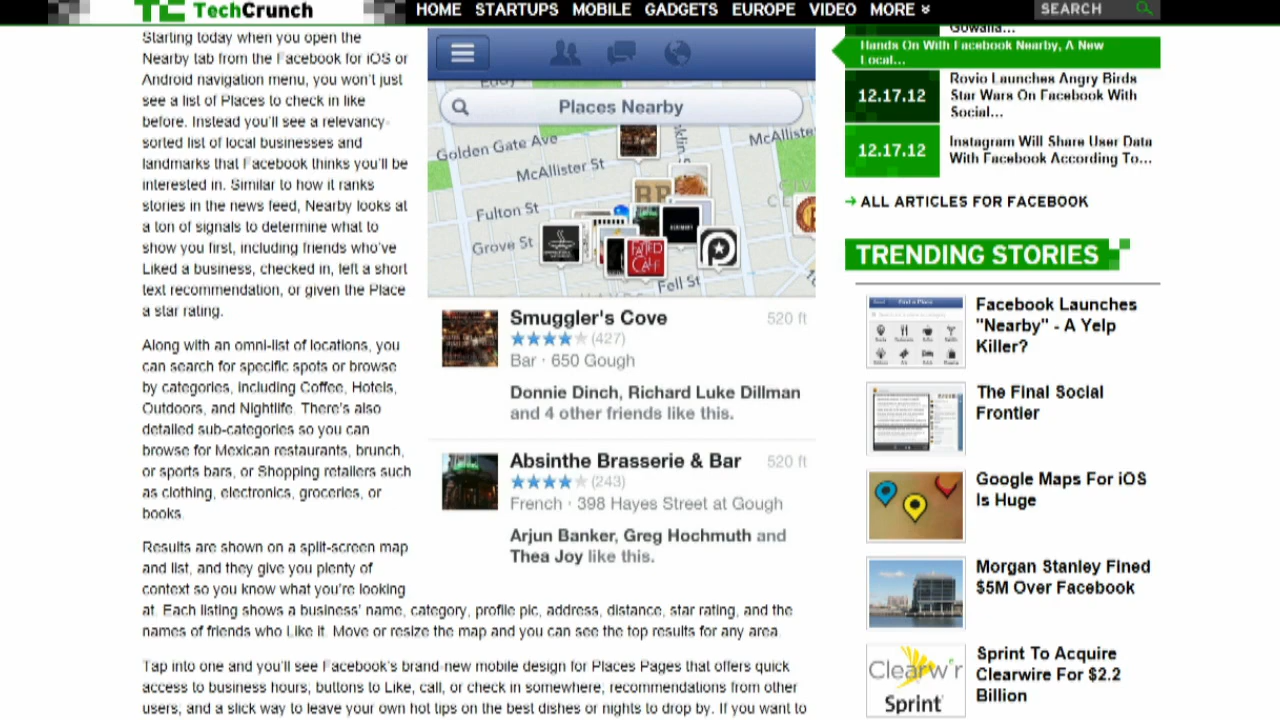 TechCrunch
HOME STARTUPS MOBILE GADGETS EUROPE VIDEO MORE
SEARCH
Starting today when you open the
Nearby tab from the Facebook for iOS or
Android navigation menu, you won't just
see a list of Places to check in like
before. Instead you'll see a relevancy-
sorted list of local businesses and
landmarks that Facebook thinks you'll be
interested in. Similar to how it ranks
stories in the news feed, Nearby looks at
a ton of signals to determine what to
show you first, including friends who've
Liked a business, checked in, left a short
text recommendation, or given the Place
a star rating.
Along with an omni-list of locations, you
can search for specific spots or browse
by categories, including Coffee, Hotels,
Outdoors, and Nightlife. There's also
detailed sub-categories so you can
browse for Mexican restaurants, brunch,
or sports bars, or Shopping retailers such
as clothing, electronics, groceries, or
books.
Results are shown on a split-screen map
and list, and they give you plenty of
context so you know what you're looking
at. Each listing shows a business' name, category, profile pic, address, distance, star rating, and the
names of friends who Like it. Move or resize the map and you can see the top results for any area.
Tap into one and you'll see Facebook's brand-new mobile design for Places Pages that offers quick
access to business hours, buttons to Like, call, or check in somewhere, recommendations from other
users, and a slick way to leave your own hot tips on the best dishes or nights to drop by. If you want to
Places Nearby
Golden Gate Ave
McAllister St
McAllister
Fulton St
Grove St
Fell St
Smuggler's Cove
520 ft
(427)
Bar · 650 Gough
Donnie Dinch, Richard Luke Dillman
and 4 other friends like this.
Absinthe Brasserie & Bar
520 ft
(243)
French · 398 Hayes Street at Gough
Arjun Banker, Greg Hochmuth and
Thea Joy like this.
Gowalla...
Hands On With Facebook Nearby, A New
Local...
12.17.12
Rovio Launches Angry Birds
Star Wars On Facebook With
Social...
12.17.12
Instagram Will Share User Data
With Facebook According To...
ALL ARTICLES FOR FACEBOOK
TRENDING STORIES
Facebook Launches
"Nearby" - A Yelp
Killer?
The Final Social
Frontier
Google Maps For iOS
Is Huge
Morgan Stanley Fined
$5M Over Facebook
Sprint To Acquire
Clearwire For $2.2
Billion
Clearw're
Sprint